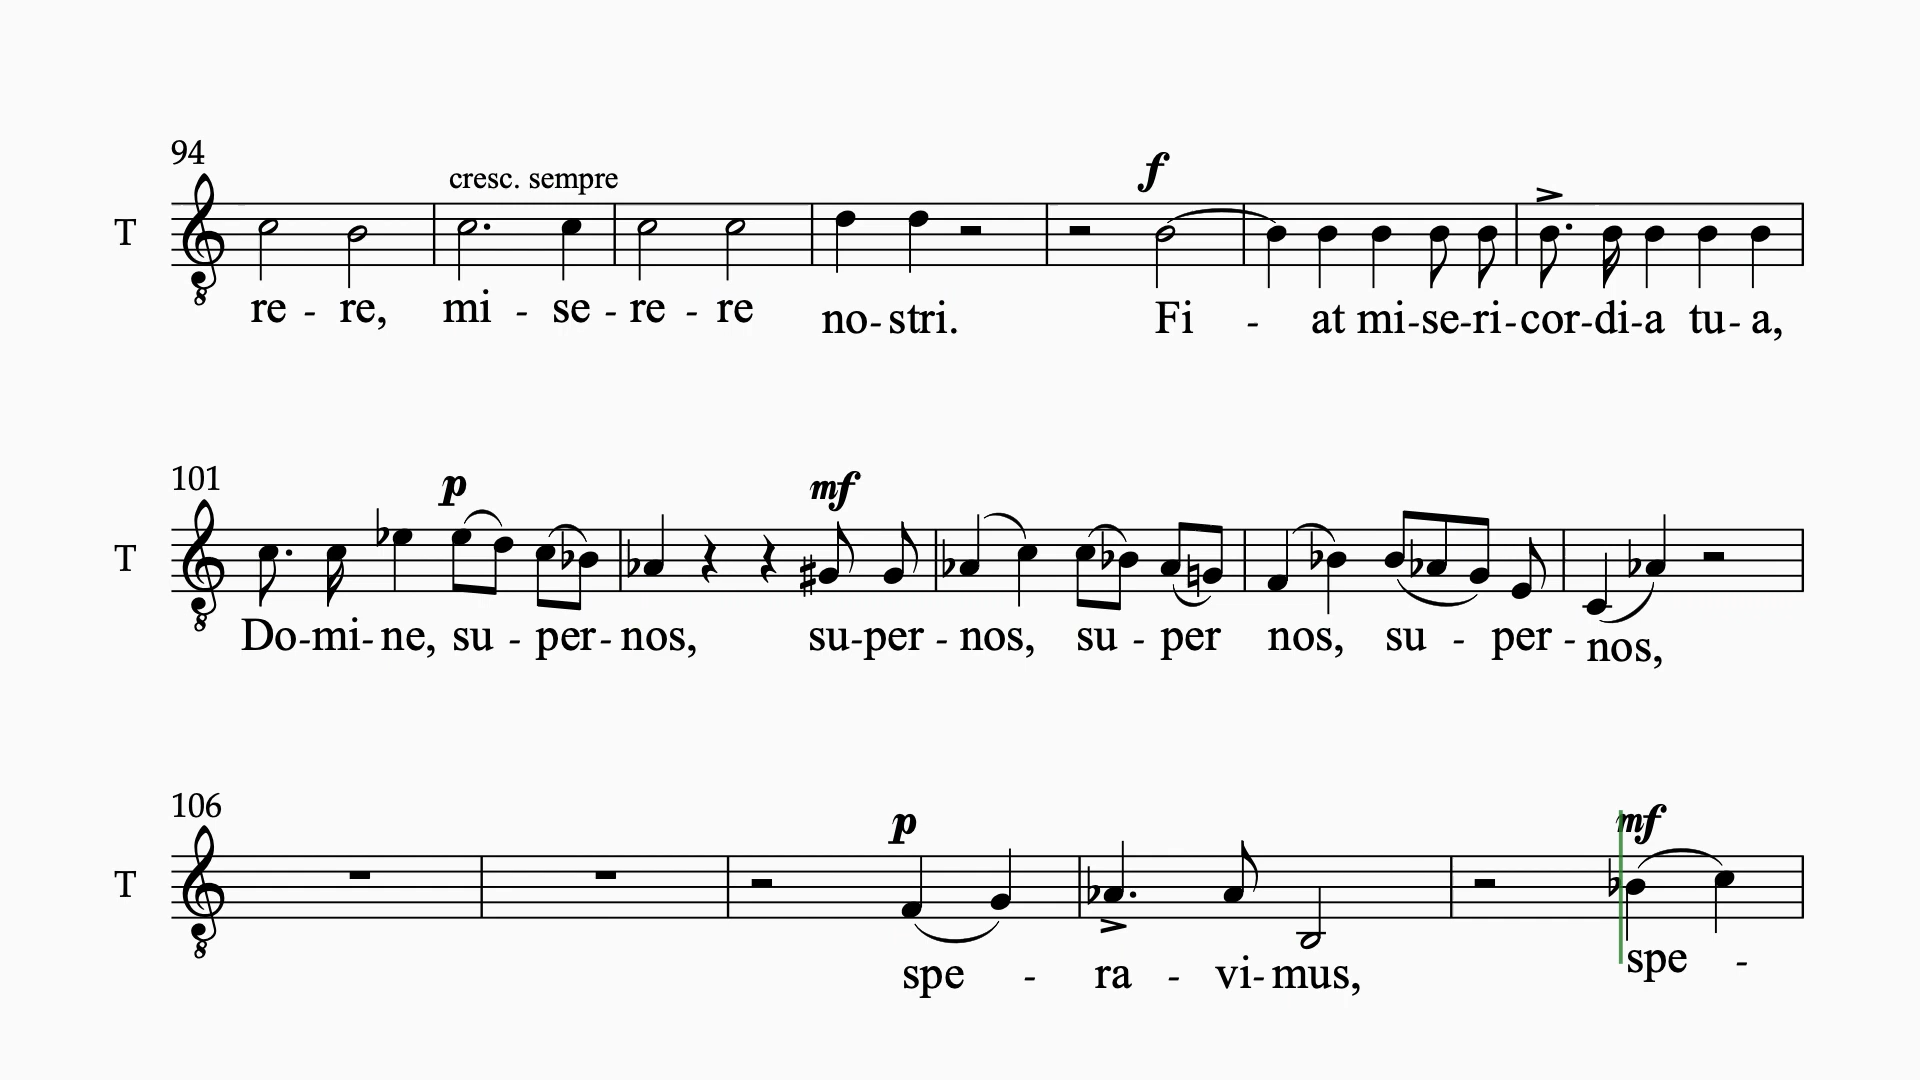 94
cresc. sempre
f
T
re - re, mi - se - re - re no - stri. Fi - at mi - se - ri - cor - di - a tu - a,
101
p mf
T
Do - mi - ne, su - per - nos, su - per - nos, su - per nos, su - per - nos,
106
p mf
T
spe - ra - vi - mus, spe -